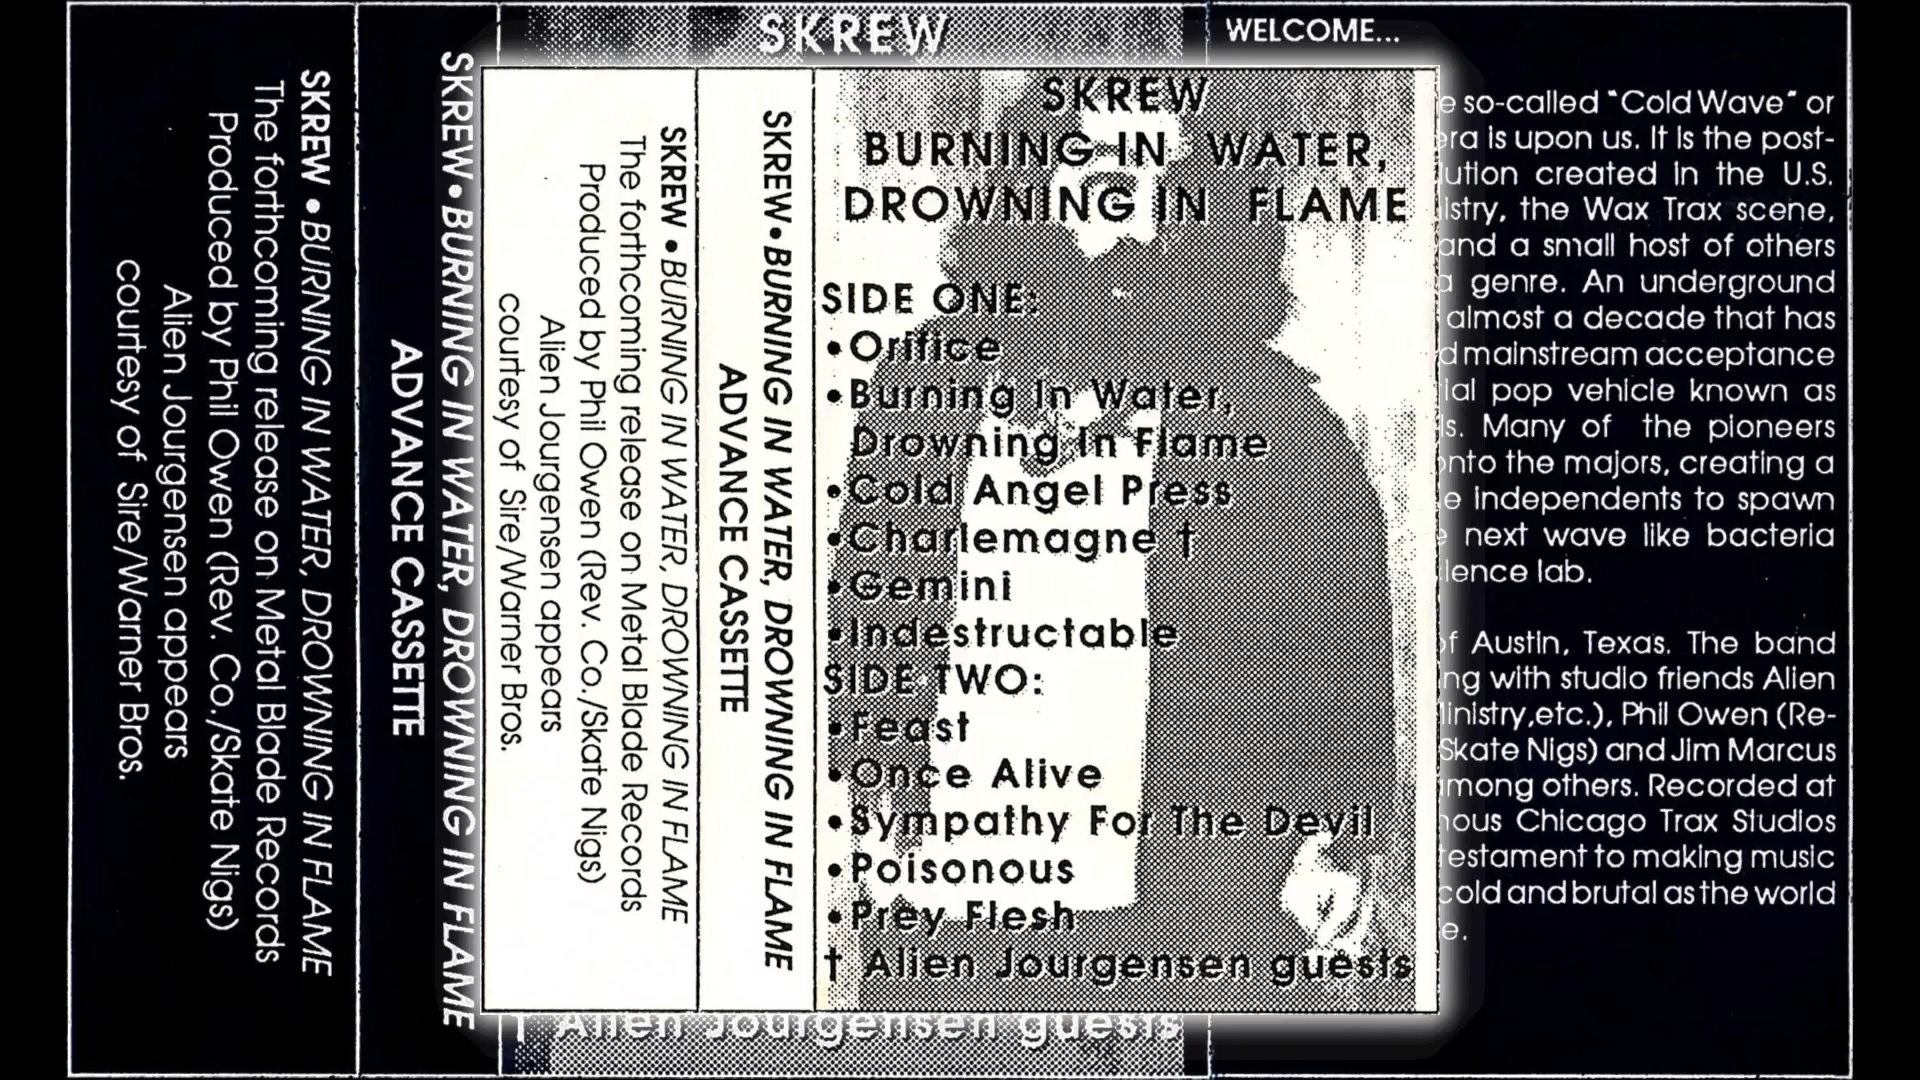 SKREW
WELCOME...
SKREW • BURNING IN WATER, DROWNING IN FLAME
The forthcoming release on Metal Blade Records
Produced by Phil Owen (Rev. Co./Skate Nigs)
Alien Jourgensen appears
courtesy of Sire/Warner Bros.
SKREW • BURNING IN WATER, DROWNING IN FLAME
ADVANCE CASSETTE
SKREW • BURNING IN WATER, DROWNING IN FLAME
The forthcoming release on Metal Blade Records
Produced by Phil Owen (Rev. Co./Skate Nigs)
Alien Jourgensen appears
courtesy of Sire/Warner Bros.
SKREW • BURNING IN WATER, DROWNING IN FLAME
ADVANCE CASSETTE
SKREW
BURNING IN WATER,
DROWNING IN FLAME
SIDE ONE:
•Orifice
•Burning In Water,
Drowning In Flame
•Cold Angel Press
•Charlemagne †
•Gemini
•Indestructable
SIDE TWO:
•Feast
•Once Alive
•Sympathy For The Devil
•Poisonous
•Prey Flesh
† Alien Jourgensen guests
† Alien Jourgensen guests
so-called "Cold Wave" or
is upon us. It is the post-
created in the U.S.
the Wax Trax scene,
and a small host of others
genre. An underground
almost a decade that has
mainstream acceptance
pop vehicle known as
Many of the pioneers
the majors, creating a
independents to spawn
next wave like bacteria
lab.
Austin, Texas. The band
with studio friends Alien
etc.), Phil Owen (Re-
Skate Nigs) and Jim Marcus
others. Recorded at
Chicago Trax Studios
testament to making music
cold and brutal as the world